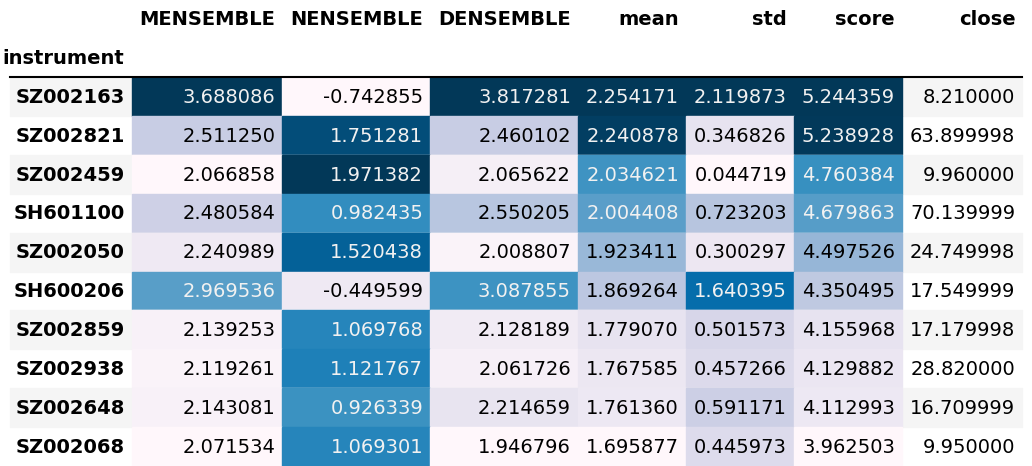 MENSEMBLE NENSEMBLE DENSEMBLE mean std score close
instrument
SZ002163 3.688086 -0.742855 3.817281 2.254171 2.119873 5.244359 8.210000
SZ002821 2.511250 1.751281 2.460102 2.240878 0.346826 5.238928 63.899998
SZ002459 2.066858 1.971382 2.065622 2.034621 0.044719 4.760384 9.960000
SH601100 2.480584 0.982435 2.550205 2.004408 0.723203 4.679863 70.139999
SZ002050 2.240989 1.520438 2.008807 1.923411 0.300297 4.497526 24.749998
SH600206 2.969536 -0.449599 3.087855 1.869264 1.640395 4.350495 17.549999
SZ002859 2.139253 1.069768 2.128189 1.779070 0.501573 4.155968 17.179998
SZ002938 2.119261 1.121767 2.061726 1.767585 0.457266 4.129882 28.820000
SZ002648 2.143081 0.926339 2.214659 1.761360 0.591171 4.112993 16.709999
SZ002068 2.071534 1.069301 1.946796 1.695877 0.445973 3.962503 9.950000